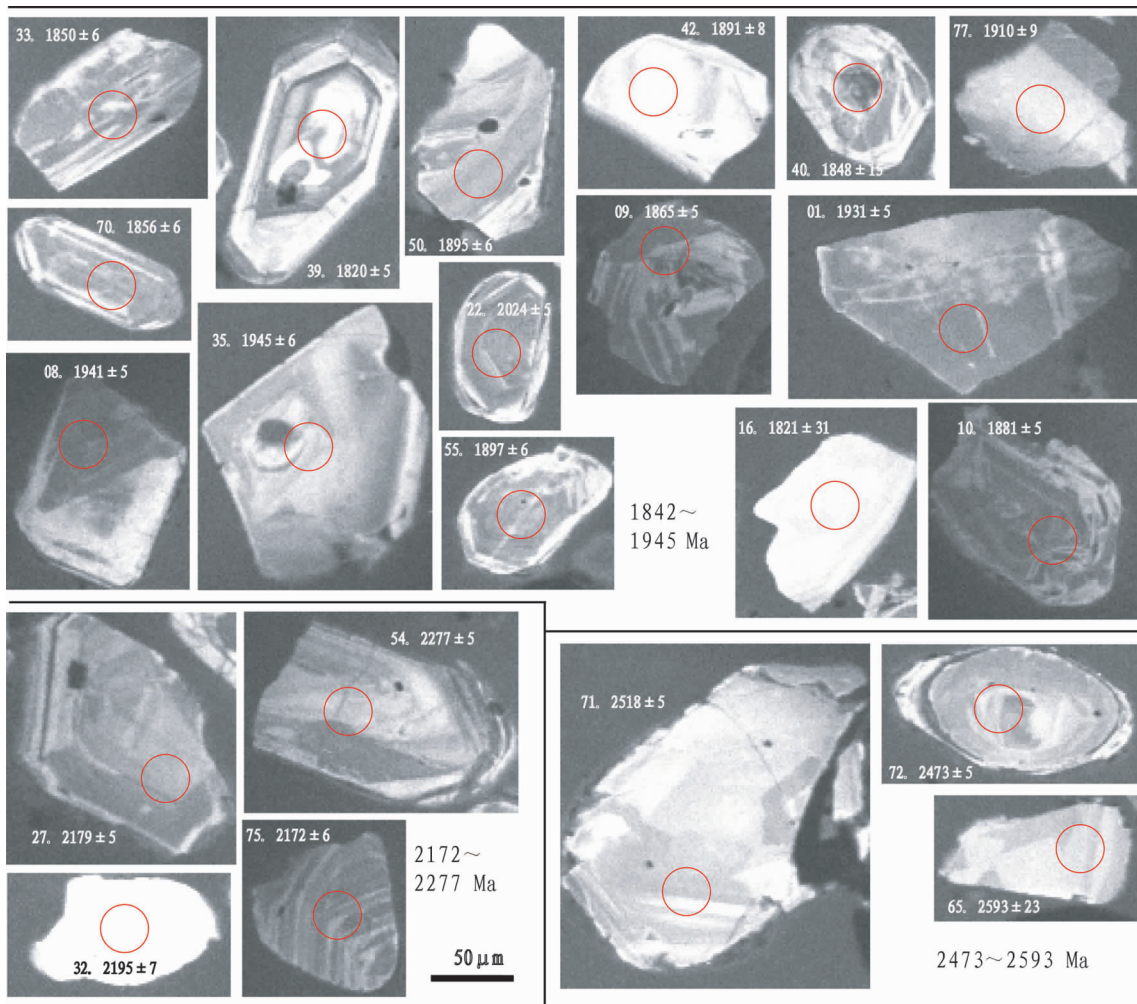 33。 1850 ± 6
42。 1891 ± 8
77。 1910 ± 9
40。 1848 ± 15
70。 1856 ± 6
39。 1820 ± 5
50。 1895 ± 6
09。 1865 ± 5
01。 1931 ± 5
22。 2024 ± 5
35。 1945 ± 6
08。 1941 ± 5
55。 1897 ± 6
16。 1821 ± 31
10。 1881 ± 5
1842～
1945 Ma
27。 2179 ± 5
54。 2277 ± 5
75。 2172 ± 6
32。 2195 ± 7
2172～
2277 Ma
50 μm
71。 2518 ± 5
72。 2473 ± 5
65。 2593 ± 23
2473～2593 Ma